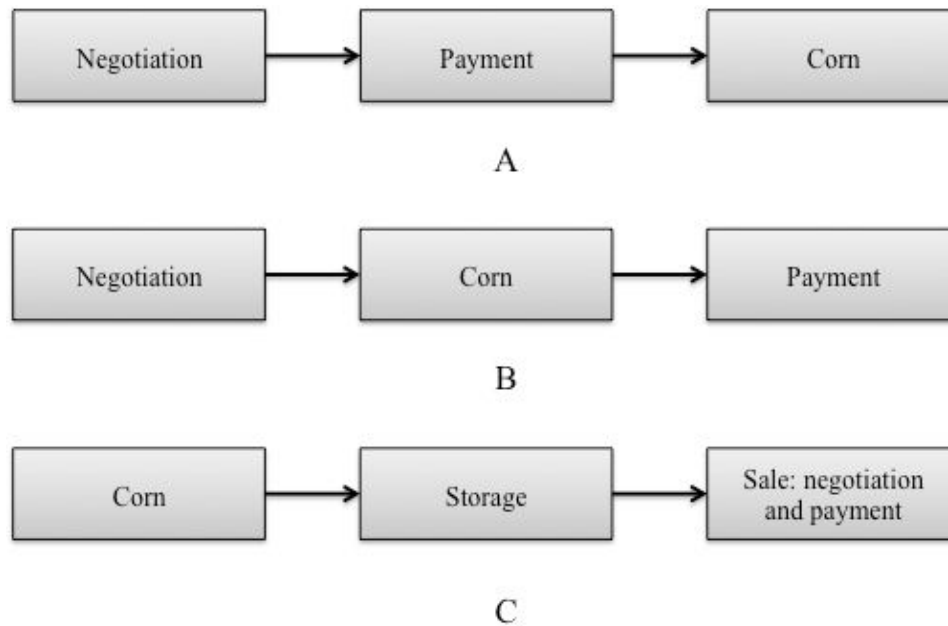 Negotiation
Payment
Corn
A
Negotiation
Corn
Payment
B
Corn
Storage
Sale: negotiation
and payment
C